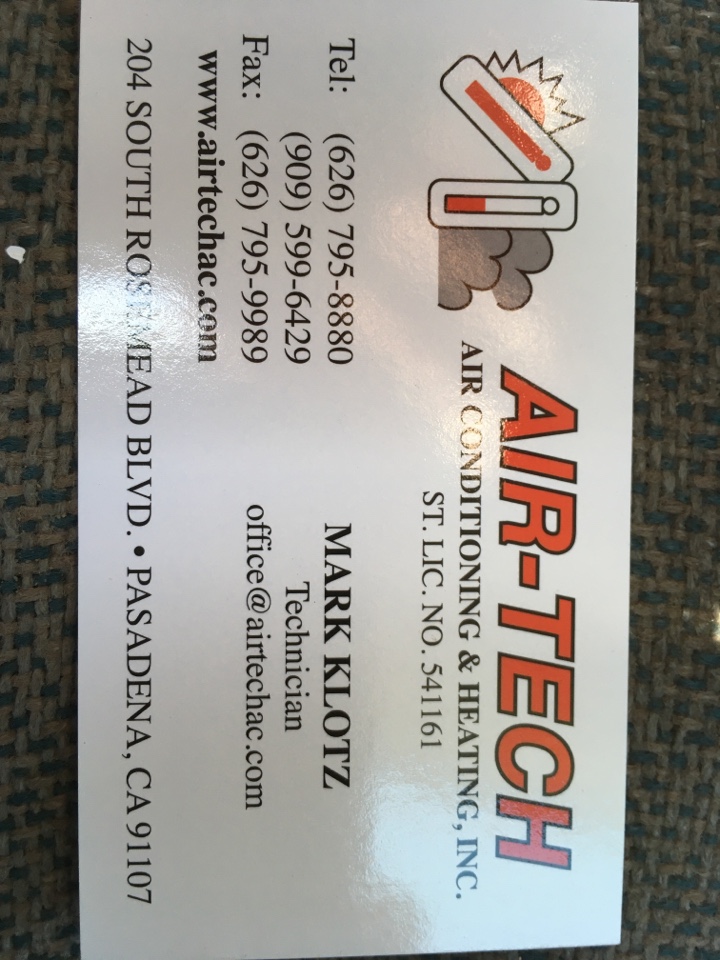 AIR-TECH
AIR CONDITIONING & HEATING, INC.
ST. LIC. NO. 541161
Tel: (626) 795-8880
(909) 599-6429
Fax: (626) 795-9989
www.airtechac.com
MARK KLOTZ
Technician
office@airtechac.com
204 SOUTH ROSEMEAD BLVD. • PASADENA, CA 91107